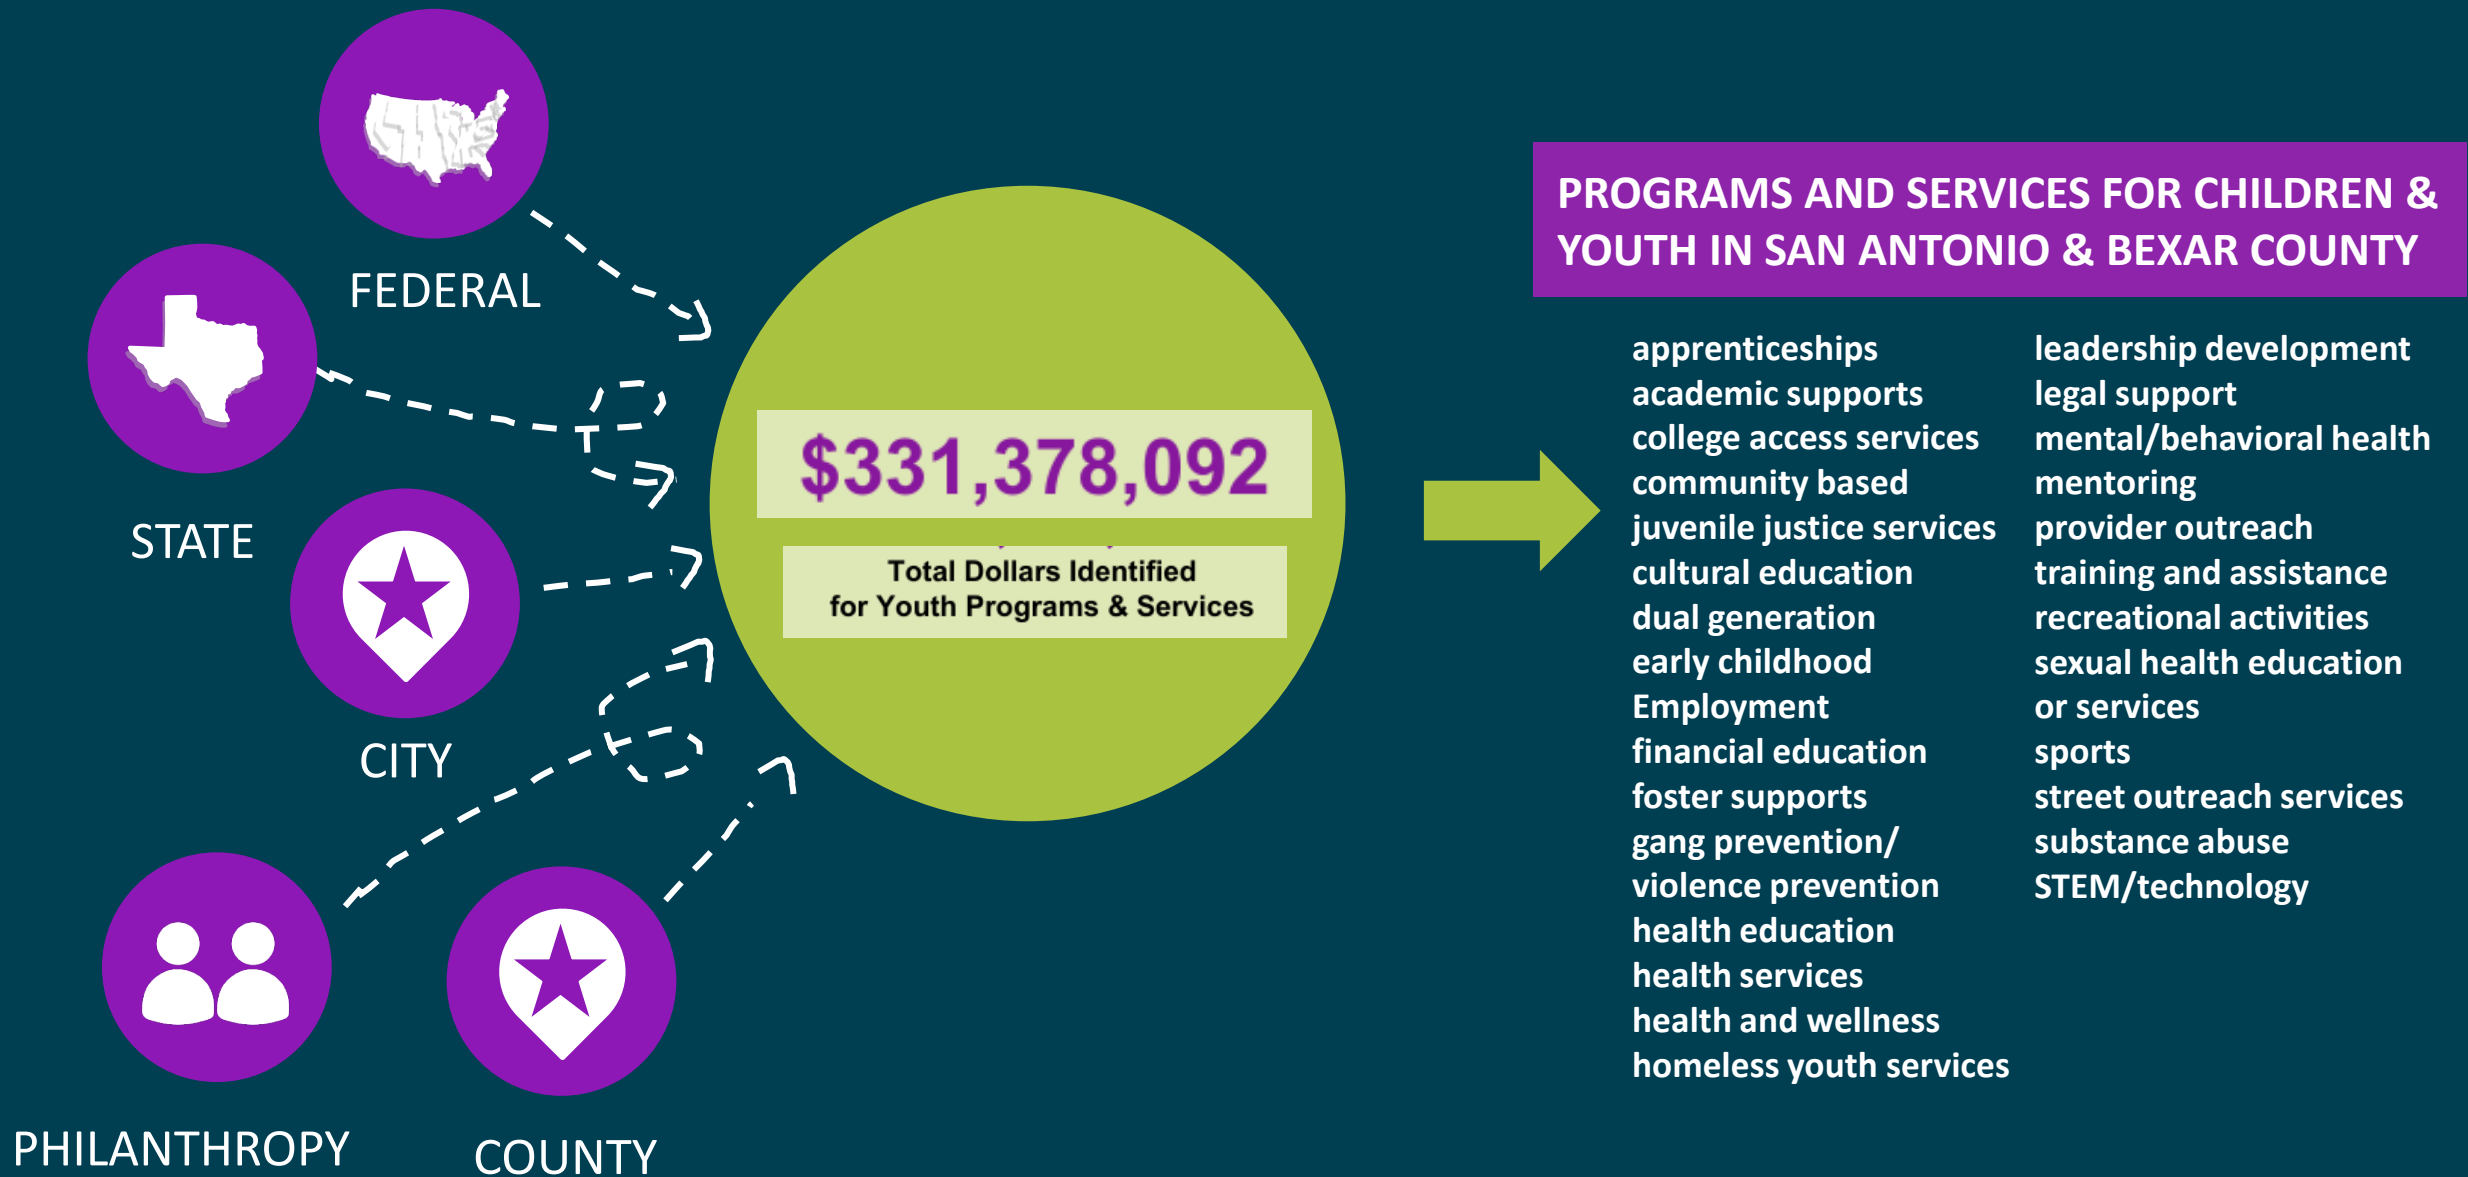 FEDERAL
STATE
CITY
PHILANTHROPY
COUNTY
$331,378,092
Total Dollars Identified
for Youth Programs & Services
PROGRAMS AND SERVICES FOR CHILDREN &
YOUTH IN SAN ANTONIO & BEXAR COUNTY
apprenticeships
academic supports
college access services
community based
juvenile justice services
cultural education
dual generation
early childhood
Employment
financial education
foster supports
gang prevention/
violence prevention
health education
health services
health and wellness
homeless youth services
leadership development
legal support
mental/behavioral health
mentoring
provider outreach
training and assistance
recreational activities
sexual health education
or services
sports
street outreach services
substance abuse
STEM/technology